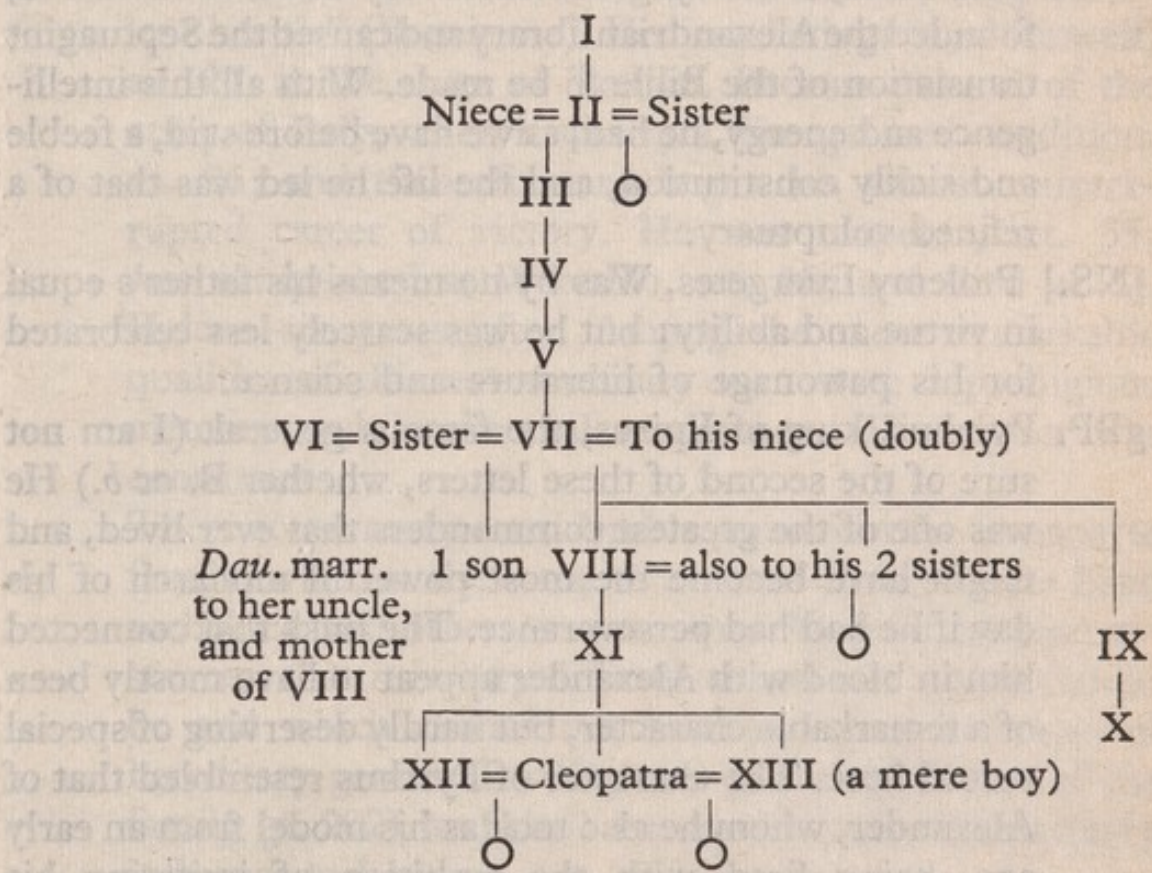 I
Niece = II = Sister
III O
IV
V
VI = Sister = VII = To his niece (doubly)
Dau. marr. 1 son VIII = also to his 2 sisters
to her uncle,
and mother XI O IX
of VIII
X
XII = Cleopatra = XIII (a mere boy)
O O